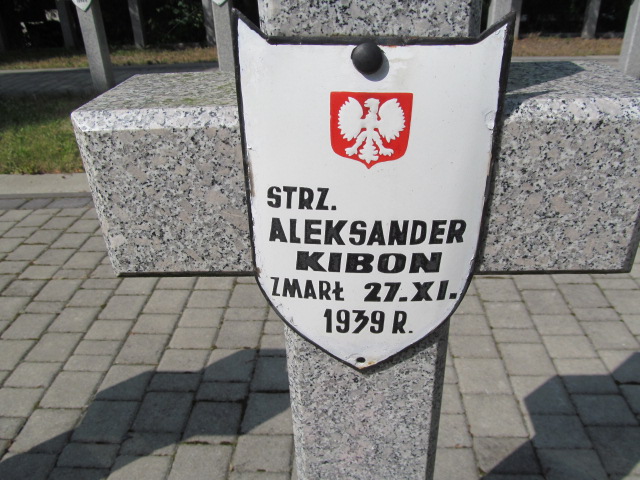 STRZ.
ALEKSANDER
KIBON
ZMARŁ 27.XI.
1939 R.